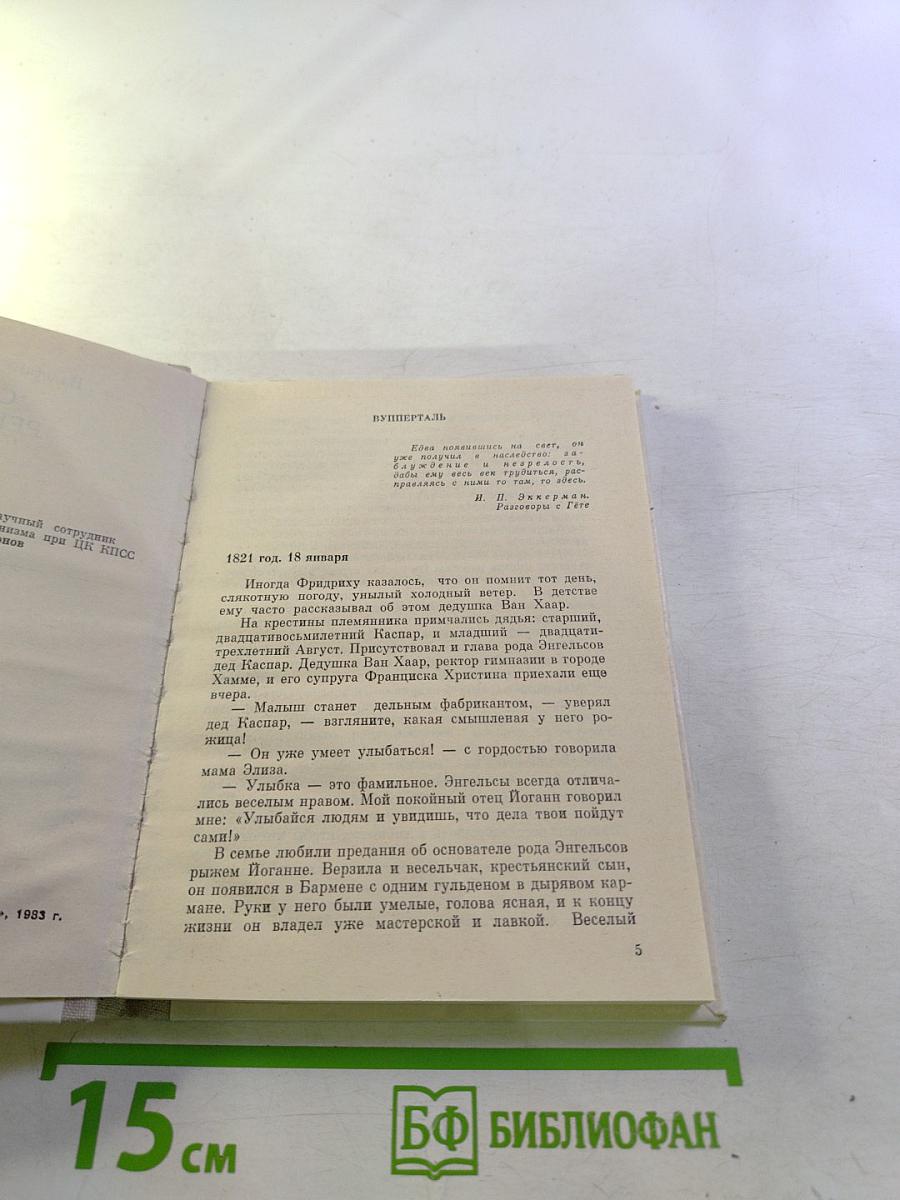 аучный сотрудник
низма при ЦК КПСС
онов
», 1983 г.
ВУППЕРТАЛЬ
Едва появившись на свет, он
уже получил в наследство: за-
блуждение и незрелость,
дабы ему весь век трудиться, рас-
правляясь с ними то там, то здесь.
И. П. Эккерман.
Разговоры с Гёте
1821 год. 18 января
Иногда Фридриху казалось, что он помнит тот день,
слякотную погоду, унылый холодный ветер. В детстве
ему часто рассказывал об этом дедушка Ван Хаар.
На крестины племянника примчались дядья: старший,
двадцативосьмилетний Каспар, и младший — двадцати-
трехлетний Август. Присутствовал и глава рода Энгельсов
дед Каспар. Дедушка Ван Хаар, ректор гимназии в городе
Хамме, и его супруга Франциска Христина приехали еще
вчера.
— Малыш станет дельным фабрикантом, — уверял
дед Каспар, — взгляните, какая смышленая у него ро-
жица!
— Он уже умеет улыбаться! — с гордостью говорила
мама Элиза.
— Улыбка — это фамильное. Энгельсы всегда отлича-
лись веселым нравом. Мой покойный отец Йоганн говорил
мне: «Улыбайся людям и увидишь, что дела твои пойдут
сами!»
В семье любили предания об основателе рода Энгельсов
рыжем Йоганне. Верзила и весельчак, крестьянский сын,
он появился в Бармене с одним гульденом в дырявом кар-
мане. Руки у него были умелые, голова ясная, и к концу
жизни он владел уже мастерской и лавкой. Веселый
5
15 см
БФ БИБЛИОФАН